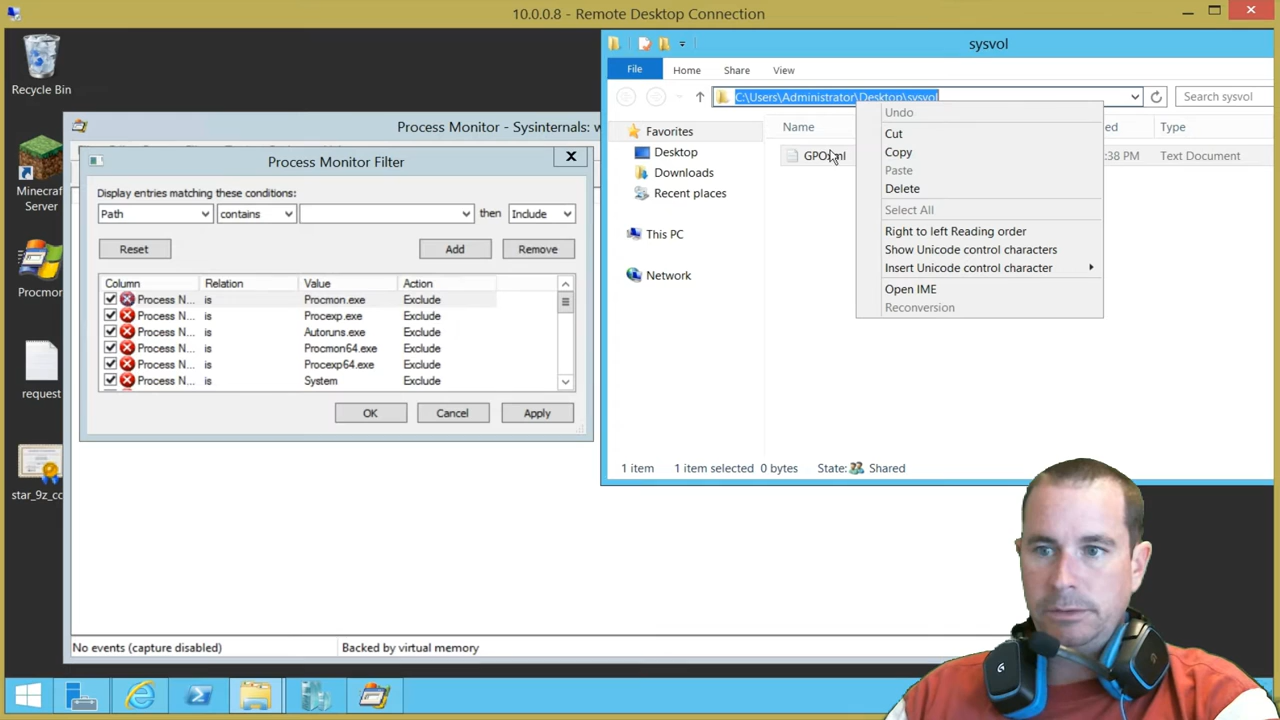 10.0.0.8 - Remote Desktop Connection
Recycle Bin
Minecraf
Server
Procmon
request
star_9z_co
sysvol
File Home Share View
C:\Users\Administrator\Desktop\sysvol
Search sysvol
Favorites
Desktop
Downloads
Recent places
This PC
Network
Name
ed
Type
:38 PM
Text Document
Undo
Cut
Copy
Paste
Delete
Select All
Right to left Reading order
Show Unicode control characters
Insert Unicode control character
Open IME
Reconversion
1 item 1 item selected 0 bytes State: Shared
Process Monitor - Sysinternals: w
Process Monitor Filter
Display entries matching these conditions:
Path contains then Include
Reset Add Remove
Column Relation Value Action
Process N... is Procmon.exe Exclude
Process N... is Procexp.exe Exclude
Process N... is Autoruns.exe Exclude
Process N... is Procmon64.exe Exclude
Process N... is Procexp64.exe Exclude
Process N... is System Exclude
OK Cancel Apply
No events (capture disabled) Backed by virtual memory